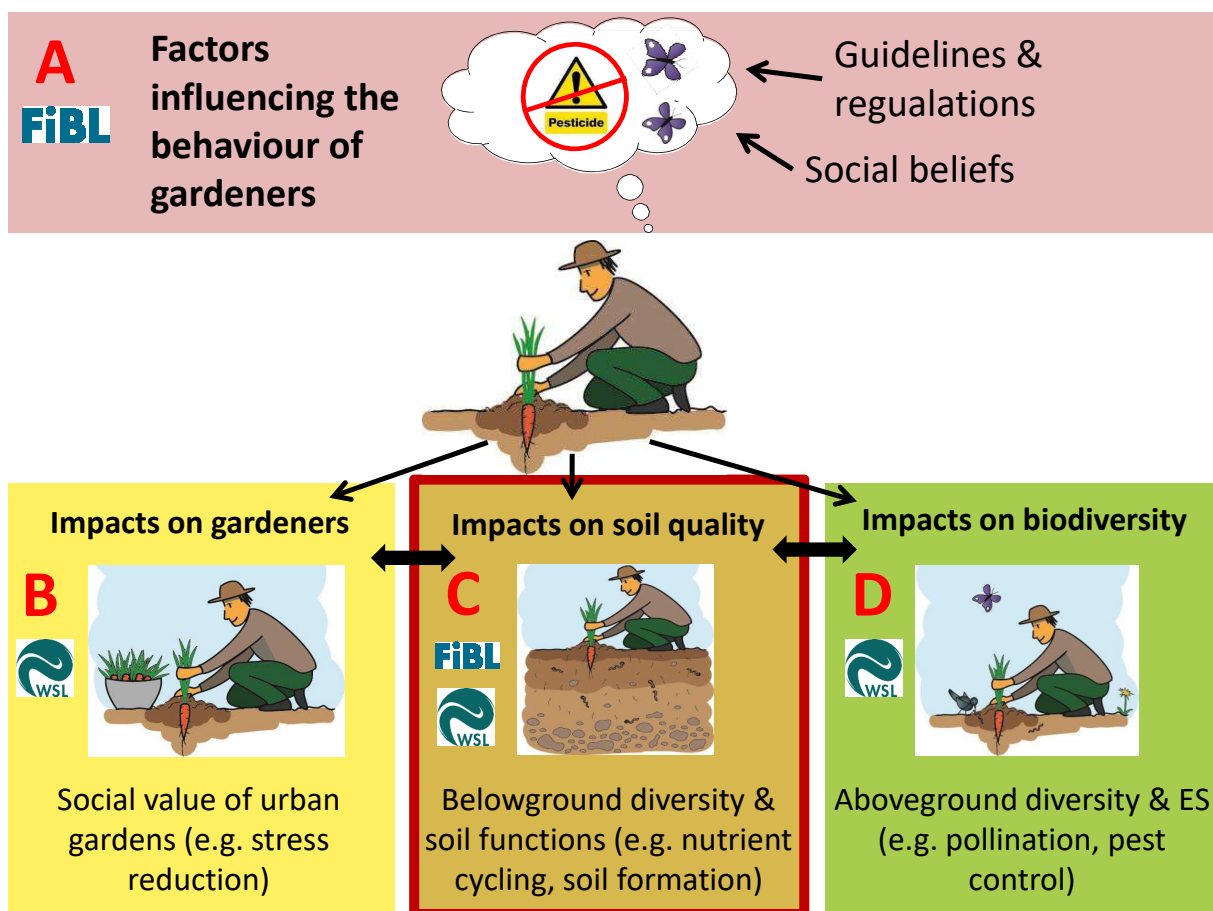 A
FiBL
Factors
influencing the
behaviour of
gardeners
Pesticide
Guidelines &
regualations
Social beliefs
Impacts on gardeners
B
WSL
Social value of urban
gardens (e.g. stress
reduction)
Impacts on soil quality
C
FiBL
WSL
Belowground diversity &
soil functions (e.g. nutrient
cycling, soil formation)
Impacts on biodiversity
D
WSL
Aboveground diversity & ES
(e.g. pollination, pest
control)